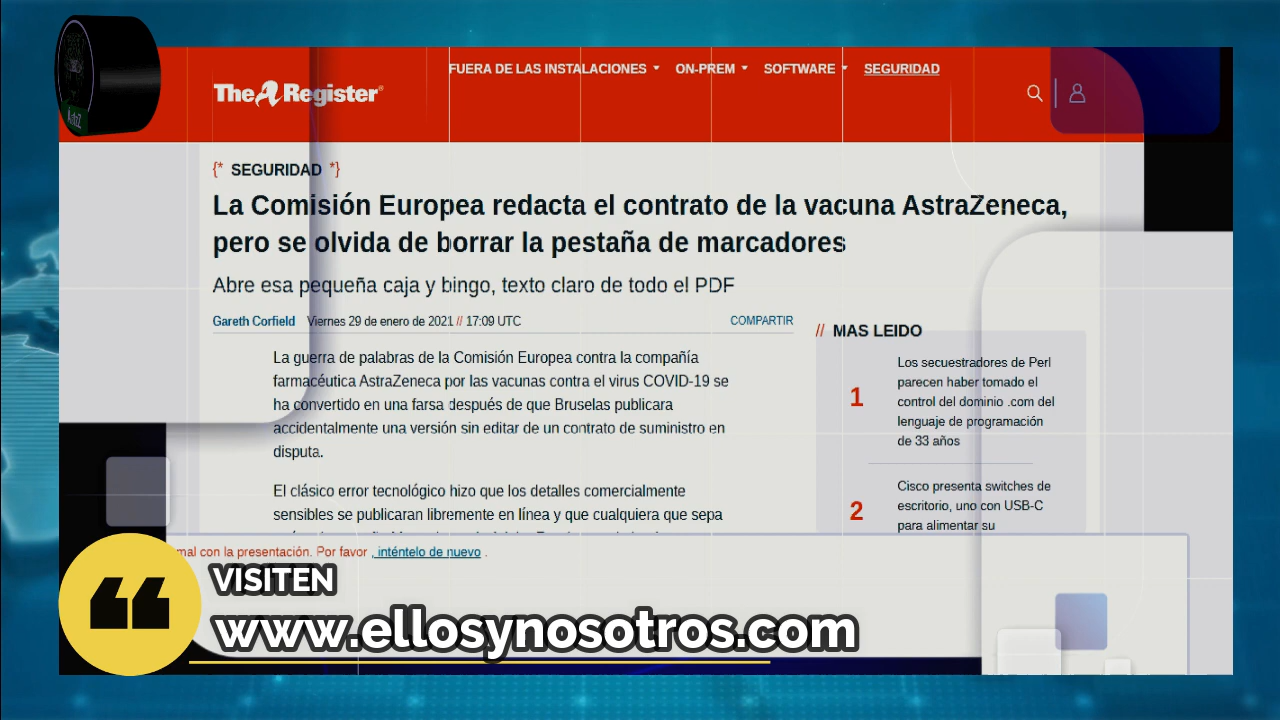 FUERA DE LAS INSTALACIONES ON-PREM SOFTWARE SEGURIDAD
The Register®
{* SEGURIDAD *}
La Comisión Europea redacta el contrato de la vacuna AstraZeneca,
pero se olvida de borrar la pestaña de marcadores
Abre esa pequeña caja y bingo, texto claro de todo el PDF
Gareth Corfield Viernes 29 de enero de 2021 // 17:09 UTC COMPARTIR
La guerra de palabras de la Comisión Europea contra la compañía
farmacéutica AstraZeneca por las vacunas contra el virus COVID-19 se
ha convertido en una farsa después de que Bruselas publicara
accidentalmente una versión sin editar de un contrato de suministro en
disputa.
El clásico error tecnológico hizo que los detalles comercialmente
sensibles se publicaran libremente en línea y que cualquiera que sepa
// MAS LEIDO
1
Los secuestradores de Perl
parecen haber tomado el
control del dominio .com del
lenguaje de programación
de 33 años
2
Cisco presenta switches de
escritorio, uno con USB-C
para alimentar su
con la presentación. Por favor , inténtelo de nuevo .
VISITEN
www.ellosynosotros.com